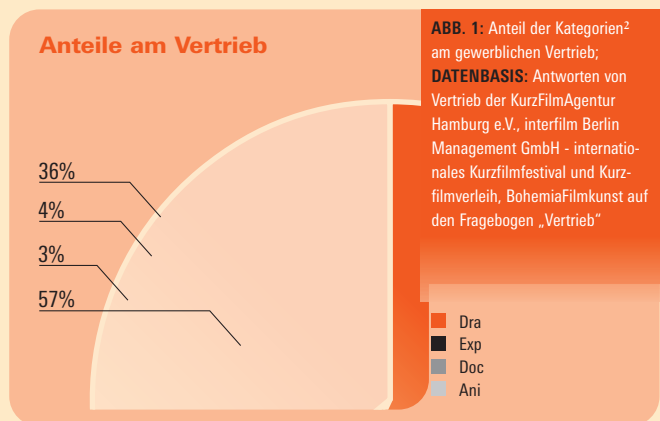 Anteile am Vertrieb
36%
4%
3%
57%
ABB. 1: Anteil der Kategorien²
am gewerblichen Vertrieb;
DATENBASIS: Antworten von
Vertrieb der KurzFilmAgentur
Hamburg e.V., interfilm Berlin
Management GmbH - internatio-
nales Kurzfilmfestival und Kurz-
filmverleih, BohemiaFilmkunst auf
den Fragebogen „Vertrieb“
Dra
Exp
Doc
Ani